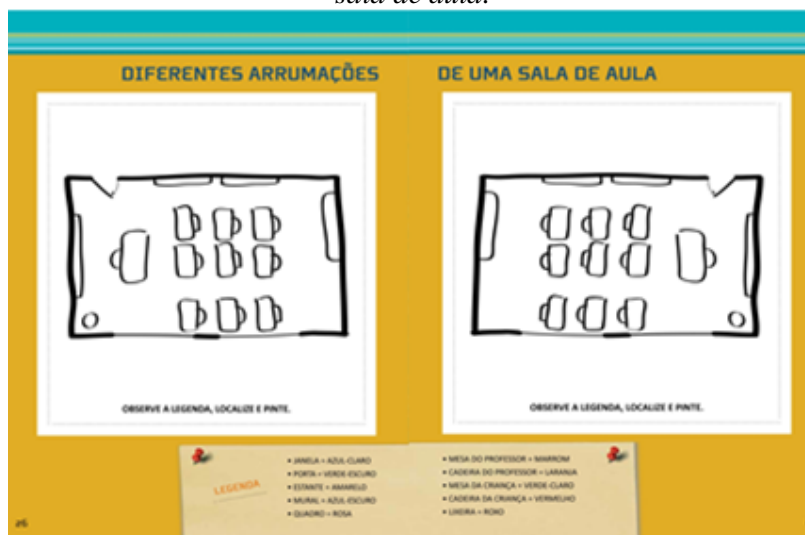 sala de aula.
DIFERENTES ARRUMAÇÕES DE UMA SALA DE AULA
OBSERVE A LEGENDA, LOCALIZE E PINTE.
OBSERVE A LEGENDA, LOCALIZE E PINTE.
LEGENDA
• JANELA = AZUL-CLARO
• PORTA = VERDE-ESCURO
• ESTANTE = AMARELO
• MURAL = AZUL-ESCURO
• QUADRO = ROSA
• MESA DO PROFESSOR = MARROM
• CADEIRA DO PROFESSOR = LARANJA
• MESA DA CRIANÇA = VERDE-CLARO
• CADEIRA DA CRIANÇA = VERMELHO
• LIXEIRA = ROXO
26